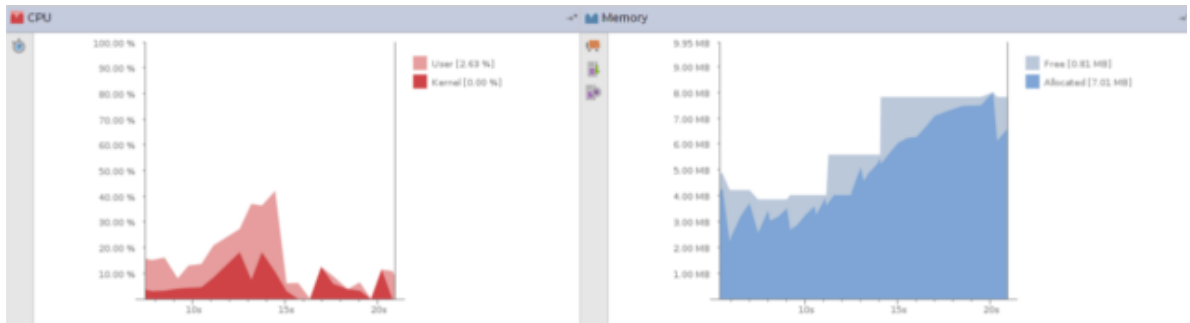 CPU
100.00 %
90.00 %
80.00 %
70.00 %
60.00 %
50.00 %
40.00 %
30.00 %
20.00 %
10.00 %
10s
15s
20s
User [2.63 %]
Kernel [0.00 %]
Memory
9.95 MB
9.00 MB
8.00 MB
7.00 MB
6.00 MB
5.00 MB
4.00 MB
3.00 MB
2.00 MB
1.00 MB
10s
15s
20s
Free [0.81 MB]
Allocated [7.01 MB]